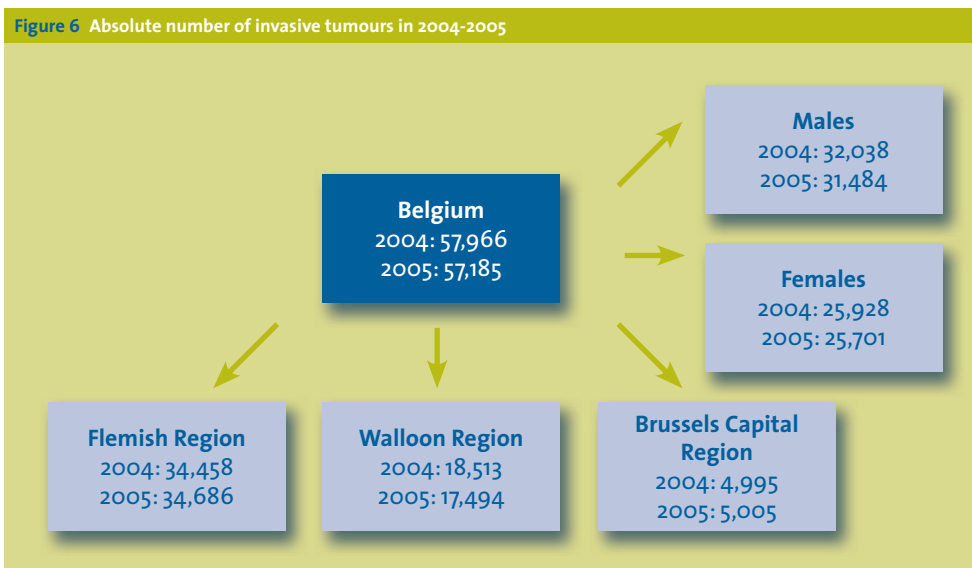 Figure 6 Absolute number of invasive tumours in 2004-2005
Males
2004: 32,038
2005: 31,484
Belgium
2004: 57,966
2005: 57,185
Females
2004: 25,928
2005: 25,701
Flemish Region
2004: 34,458
2005: 34,686
Walloon Region
2004: 18,513
2005: 17,494
Brussels Capital
Region
2004: 4,995
2005: 5,005